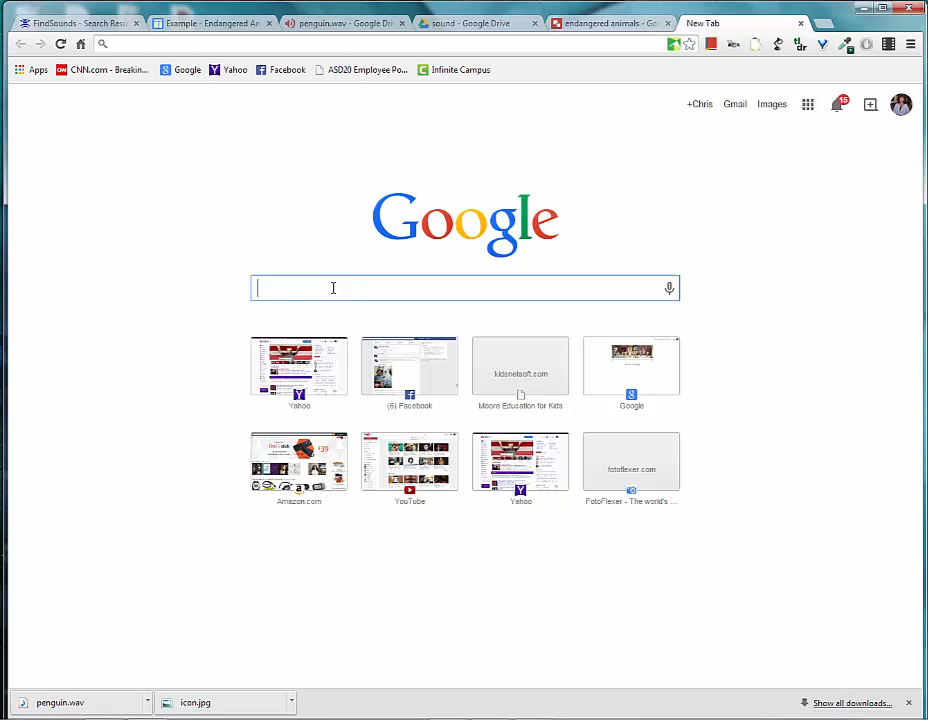 FindSounds - Search Resu
Example - Endangered An
penguin.wav - Google Dri
sound - Google Drive
endangered animals - Go
New Tab
Apps
CNN.com - Breakin...
Google
Yahoo
Facebook
ASD20 Employee Po...
Infinite Campus
+Chris
Gmail
Images
15
Google
kidsnetsoft.com
Yahoo
(6) Facebook
Moore Education for Kids
Google
$39
fotoflexer.com
Amazon.com
YouTube
Yahoo
FotoFlexer - The world's ...
penguin.wav
icon.jpg
Show all downloads...